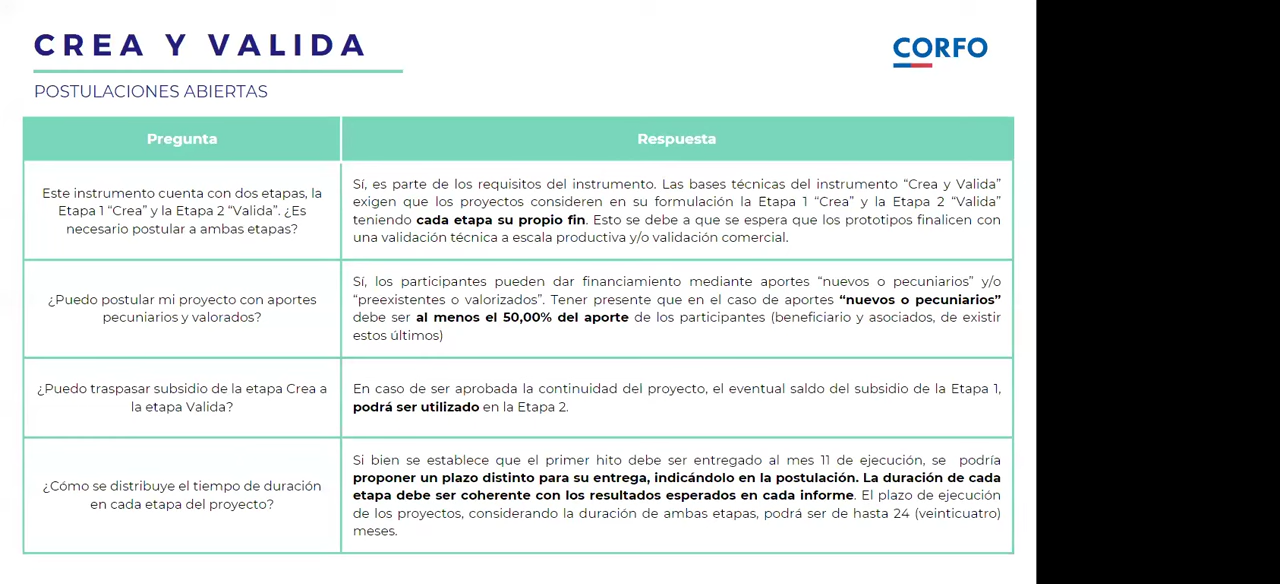 CREA Y VALIDA
CORFO
POSTULACIONES ABIERTAS
Pregunta
Respuesta
Este instrumento cuenta con dos etapas, la
Etapa 1 “Crea” y la Etapa 2 “Valida”. ¿Es
necesario postular a ambas etapas?
Sí, es parte de los requisitos del instrumento. Las bases técnicas del instrumento “Crea y Valida”
exigen que los proyectos consideren en su formulación la Etapa 1 “Crea” y la Etapa 2 “Valida”
teniendo cada etapa su propio fin. Esto se debe a que se espera que los prototipos finalicen con
una validación técnica a escala productiva y/o validación comercial.
¿Puedo postular mi proyecto con aportes
pecuniarios y valorados?
Sí, los participantes pueden dar financiamiento mediante aportes “nuevos o pecuniarios” y/o
“preexistentes o valorizados”. Tener presente que en el caso de aportes “nuevos o pecuniarios”
debe ser al menos el 50,00% del aporte de los participantes (beneficiario y asociados, de existir
estos últimos)
¿Puedo traspasar subsidio de la etapa Crea a
la etapa Valida?
En caso de ser aprobada la continuidad del proyecto, el eventual saldo del subsidio de la Etapa 1,
podrá ser utilizado en la Etapa 2.
¿Cómo se distribuye el tiempo de duración
en cada etapa del proyecto?
Si bien se establece que el primer hito debe ser entregado al mes 11 de ejecución, se podría
proponer un plazo distinto para su entrega, indicándolo en la postulación. La duración de cada
etapa debe ser coherente con los resultados esperados en cada informe. El plazo de ejecución
de los proyectos, considerando la duración de ambas etapas, podrá ser de hasta 24 (veinticuatro)
meses.